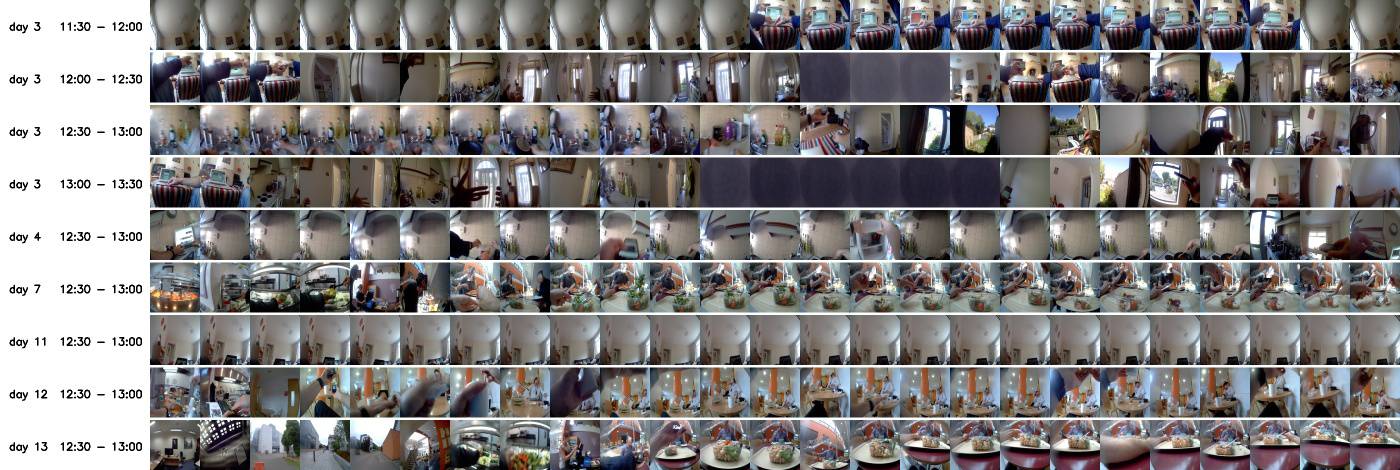 day 3 11:30 – 12:00
day 3 12:00 – 12:30
day 3 12:30 – 13:00
day 3 13:00 – 13:30
day 4 12:30 – 13:00
day 7 12:30 – 13:00
day 11 12:30 – 13:00
day 12 12:30 – 13:00
day 13 12:30 – 13:00